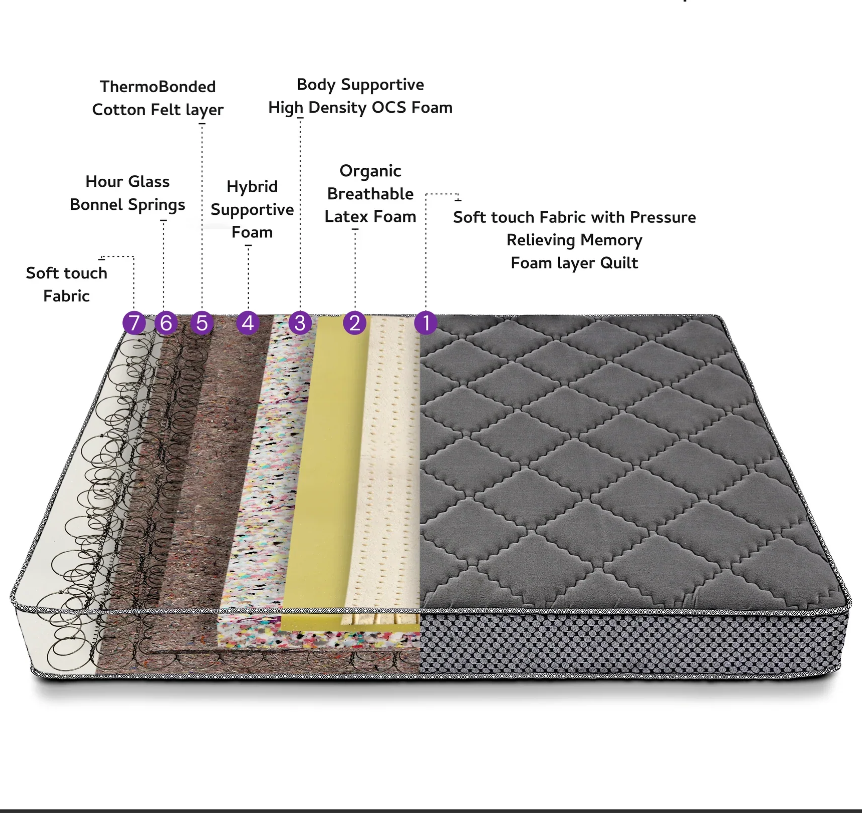 ThermoBonded
Cotton Felt layer
Body Supportive
High Density OCS Foam
Hour Glass
Bonnel Springs
Hybrid
Supportive
Foam
Organic
Breathable
Latex Foam
Soft touch Fabric with Pressure
Relieving Memory
Foam layer Quilt
Soft touch
Fabric
7 6 5 4 3 2 1